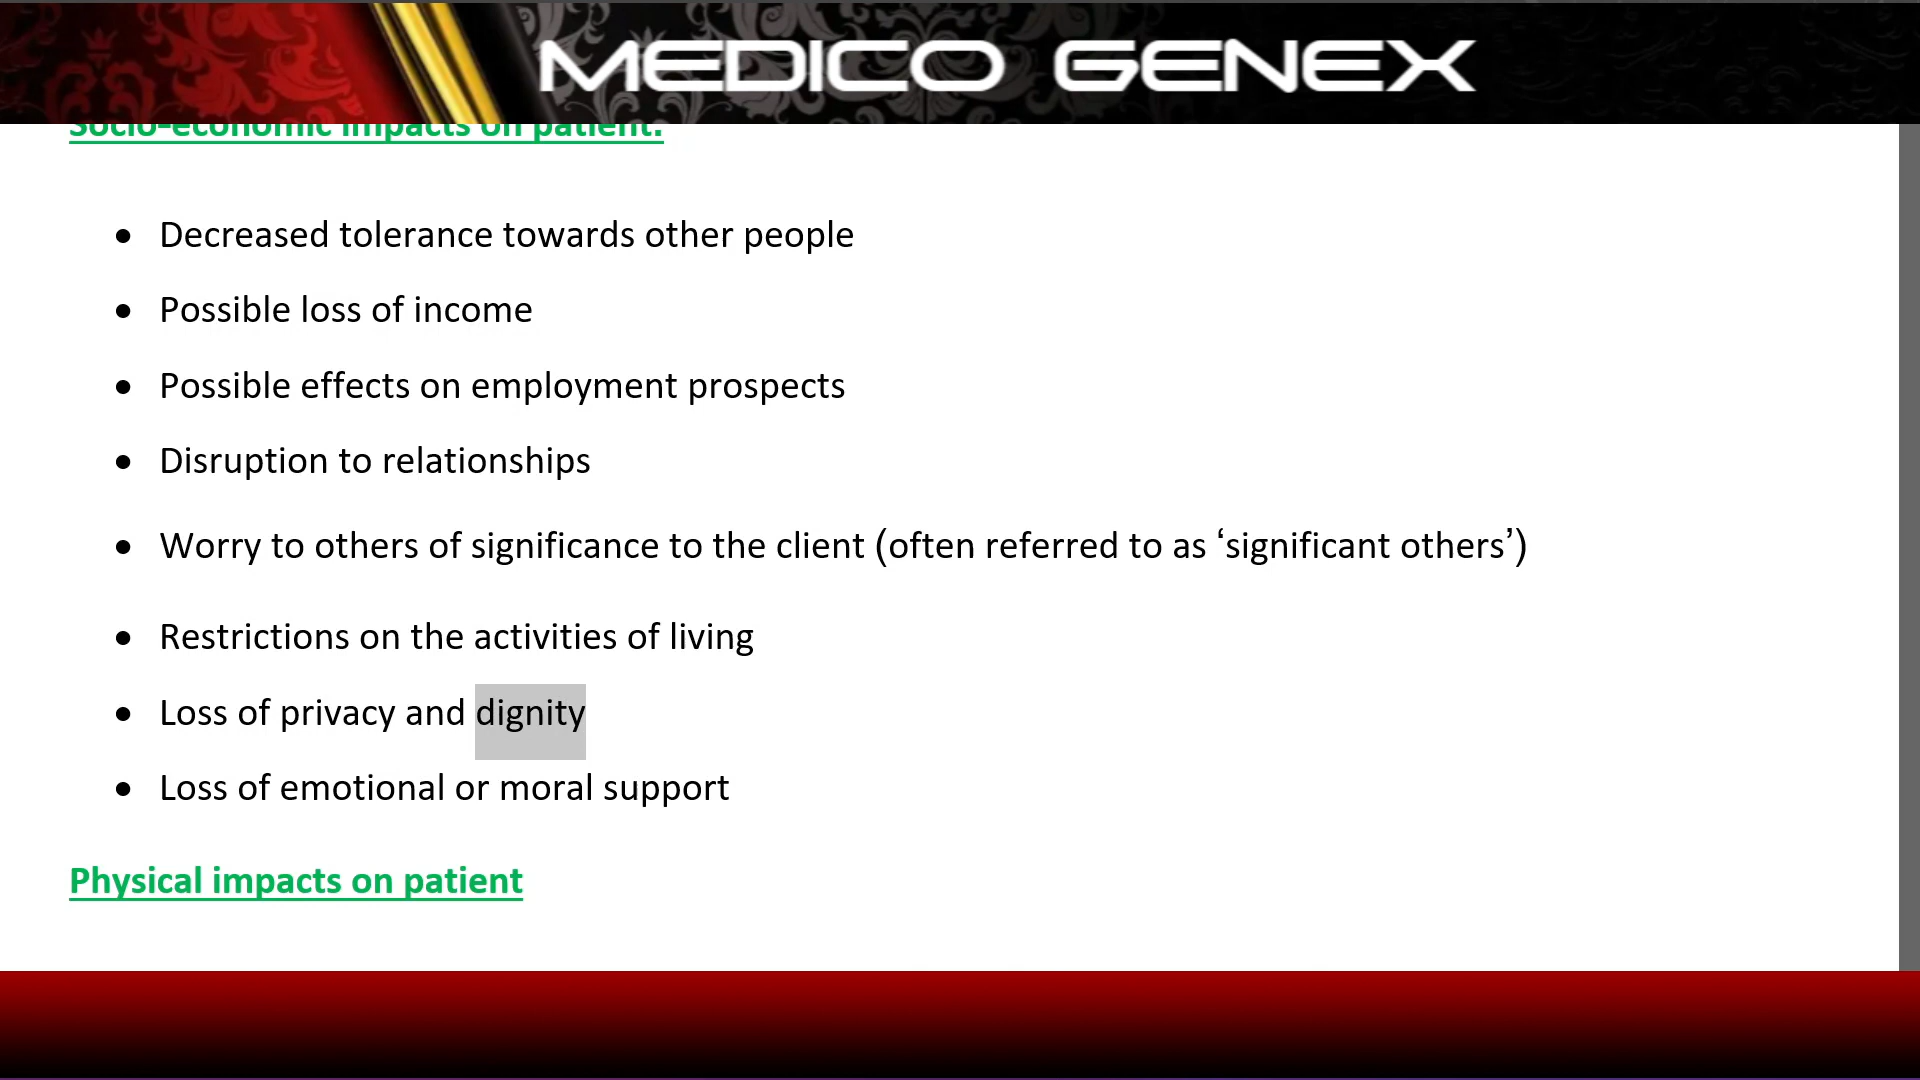 MEDICO GENEX
Socio-economic impacts on patient:
• Decreased tolerance towards other people
• Possible loss of income
• Possible effects on employment prospects
• Disruption to relationships
• Worry to others of significance to the client (often referred to as ‘significant others’)
• Restrictions on the activities of living
• Loss of privacy and dignity
• Loss of emotional or moral support
Physical impacts on patient